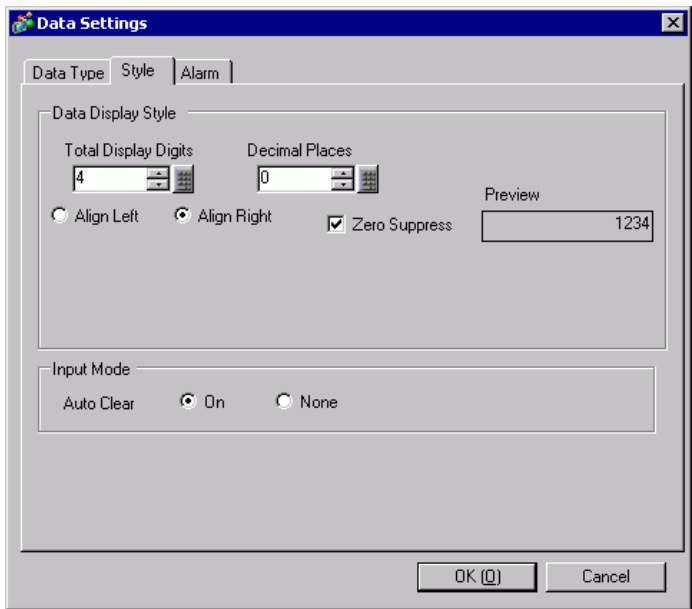 Data Settings
Data Type Style Alarm
Data Display Style
Total Display Digits Decimal Places
4 0
Preview
Align Left Align Right Zero Suppress 1234
Input Mode
Auto Clear On None
OK (O) Cancel